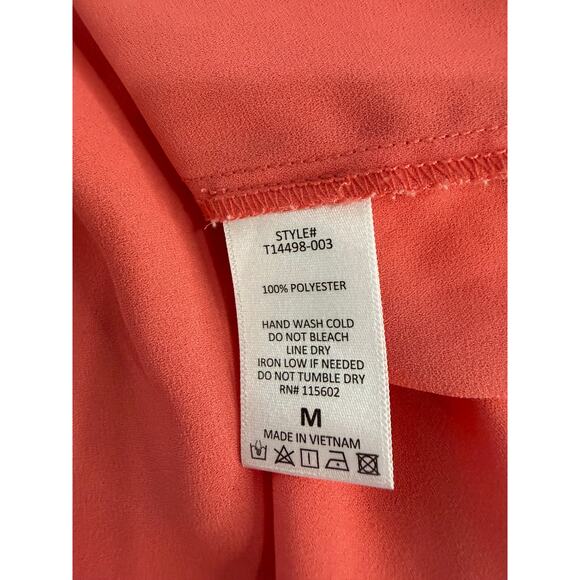 STYLE#
T14498-003
100% POLYESTER
HAND WASH COLD
DO NOT BLEACH
LINE DRY
IRON LOW IF NEEDED
DO NOT TUMBLE DRY
RN# 115602
M
MADE IN VIETNAM